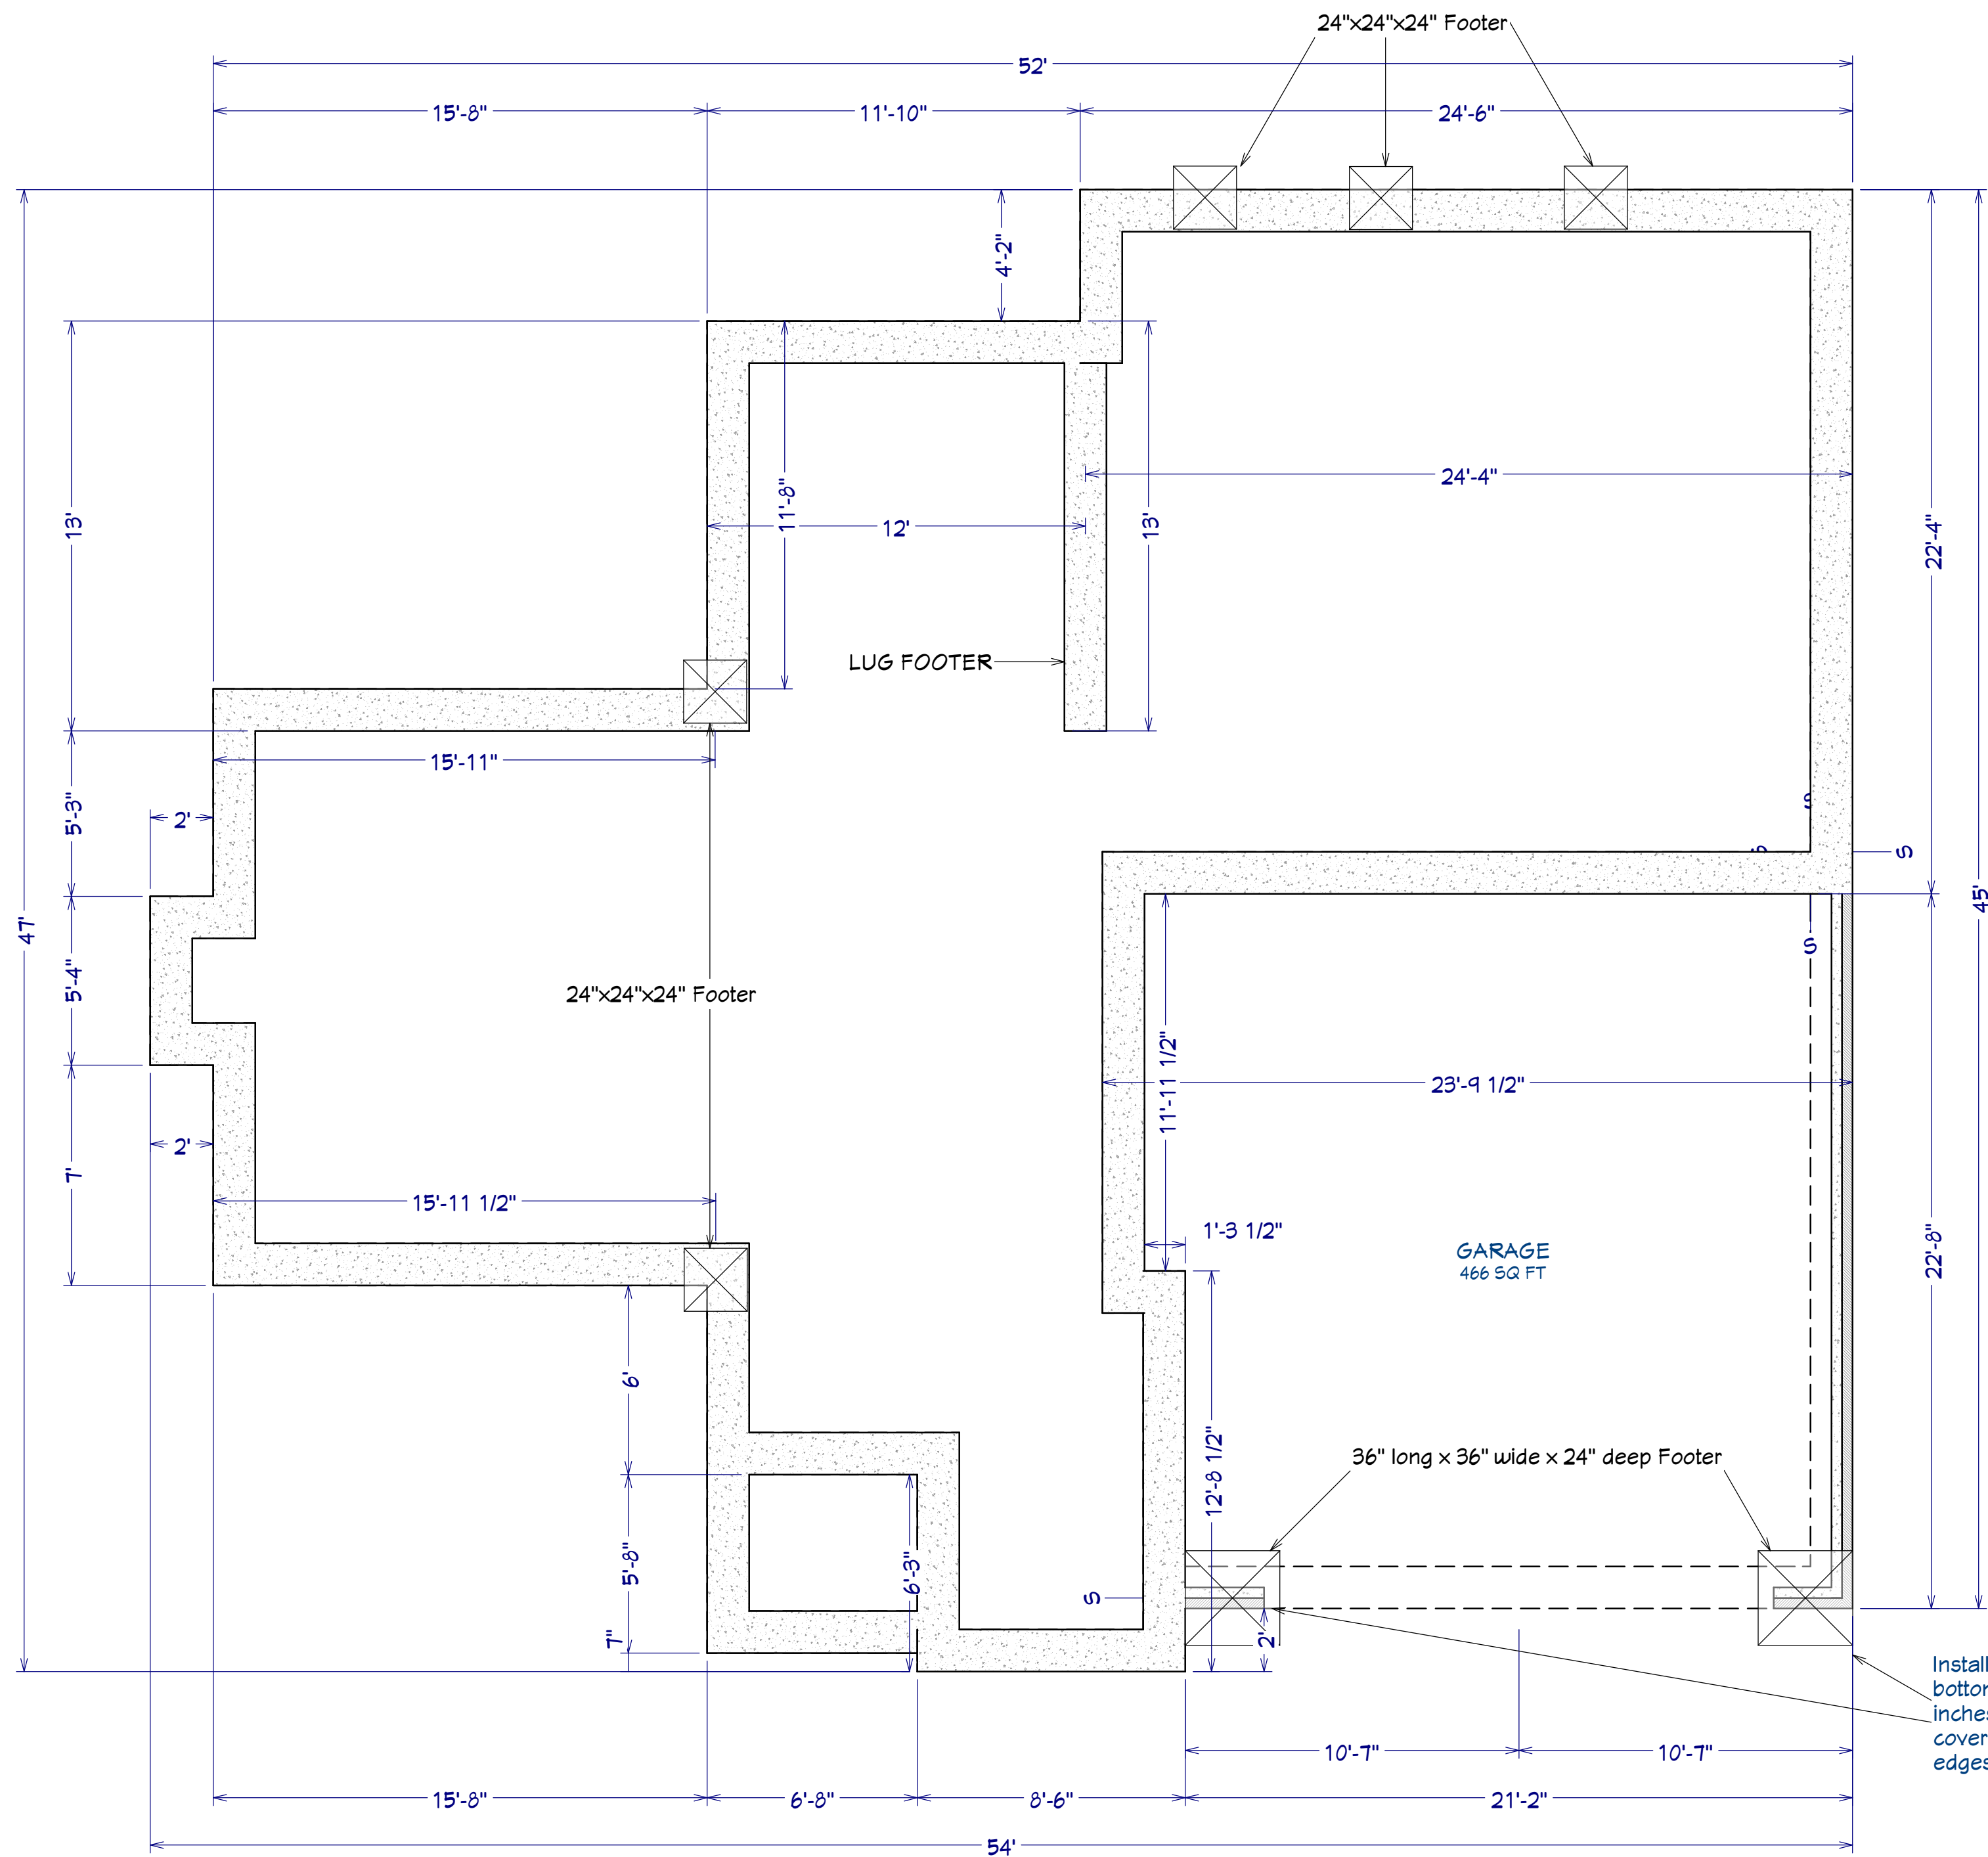 24"x24"x24" Footer
52'
15'-8"
11'-10"
24'-6"
4'-2"
13'
11'-8"
12'
13'
24'-4"
22'-4"
LUG FOOTER
15'-11"
5'-3"
2'
S
S
S
47'
45'
5'-4"
24"x24"x24" Footer
S
11'-11 1/2"
23'-9 1/2"
2'
7'
15'-11 1/2"
1'-3 1/2"
GARAGE
466 SQ FT
22'-8"
6'
36" long x 36" wide x 24" deep Footer
12'-8 1/2"
5'-8"
6'-3"
S
7"
2'
Install
inches
cover
edges
10'-7"
10'-7"
15'-8"
6'-8"
8'-6"
21'-2"
54'